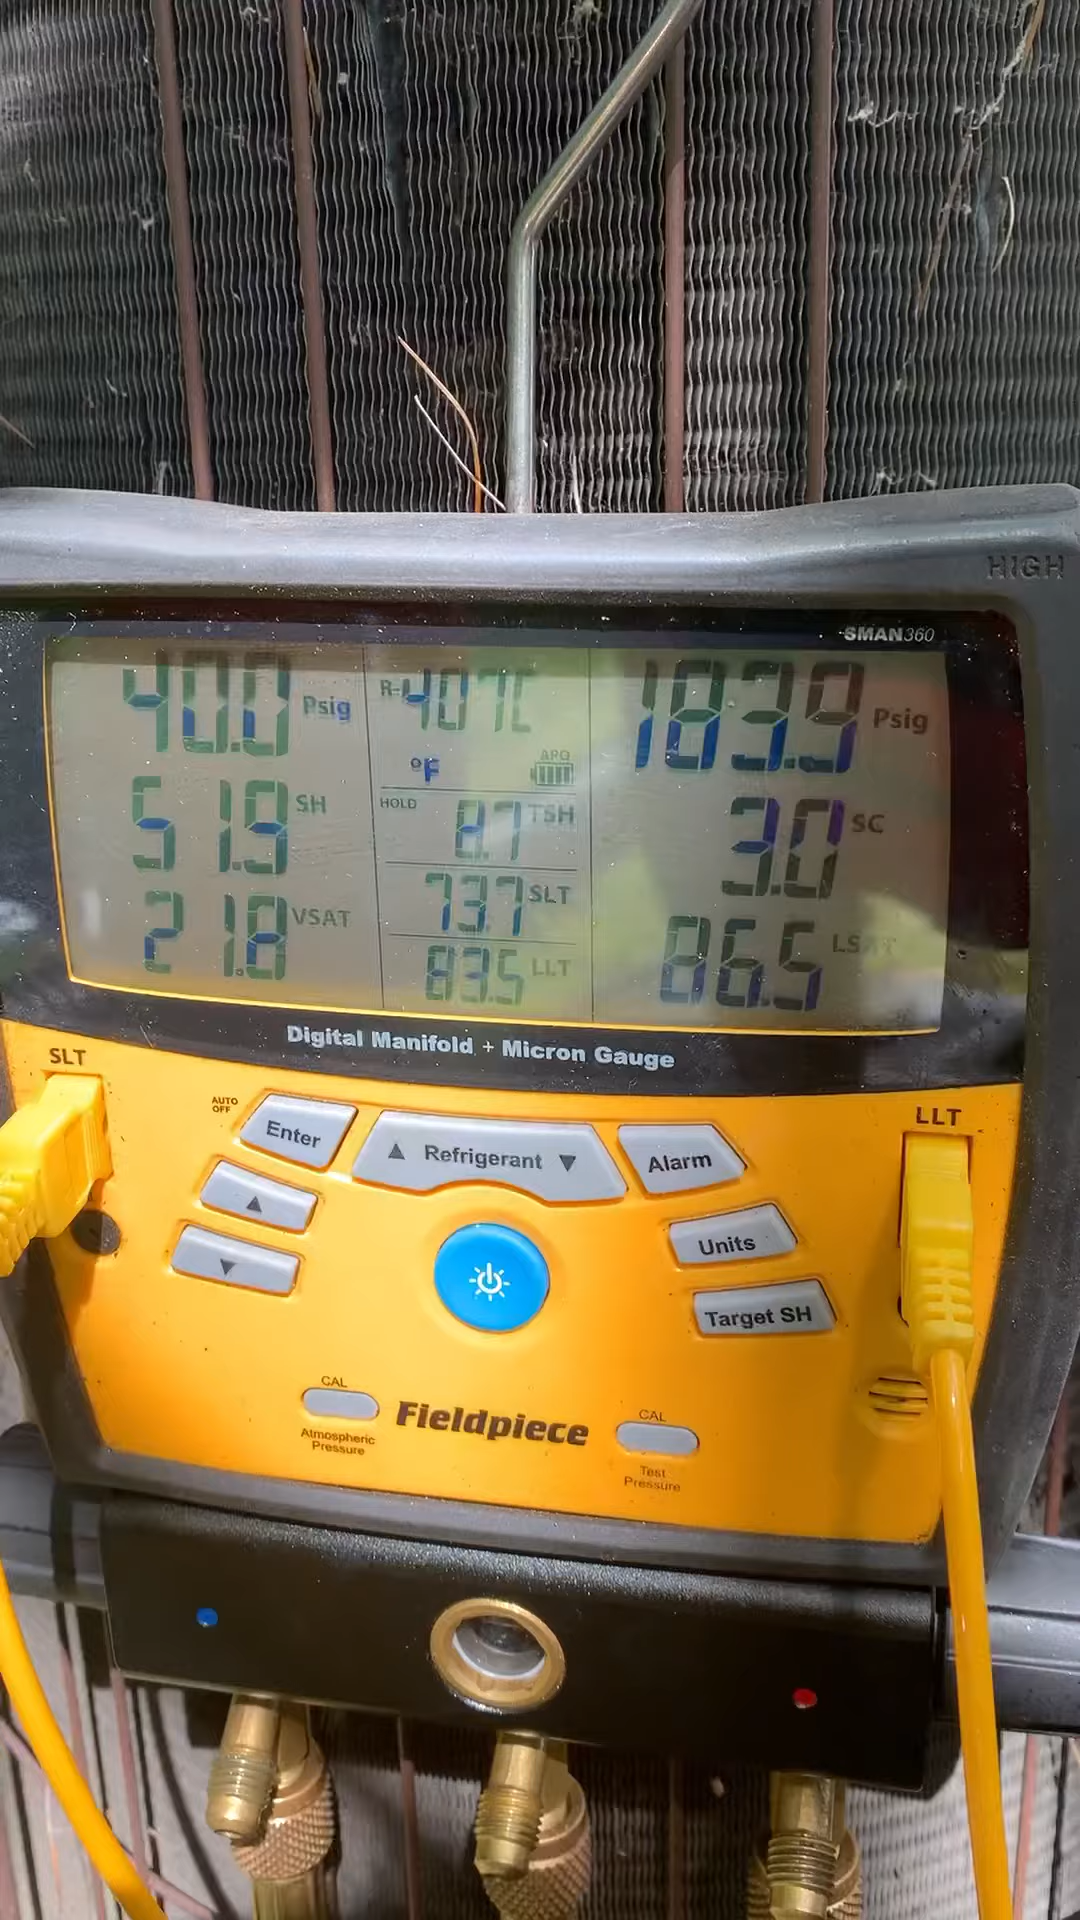 HIGH
SMAN360
40.0 Psig
R-407C
183.9 Psig
°F
ARO
51.9 SH
HOLD
8.7 TSH
3.0 SC
73.7 SLT
21.8 VSAT
83.5 LLT
86.5 LSAT
Digital Manifold + Micron Gauge
SLT
LLT
AUTO
OFF
Enter
▲ Refrigerant ▼
Alarm
▲
Units
▼
Target SH
CAL
Fieldpiece
CAL
Atmospheric
Pressure
Test
Pressure